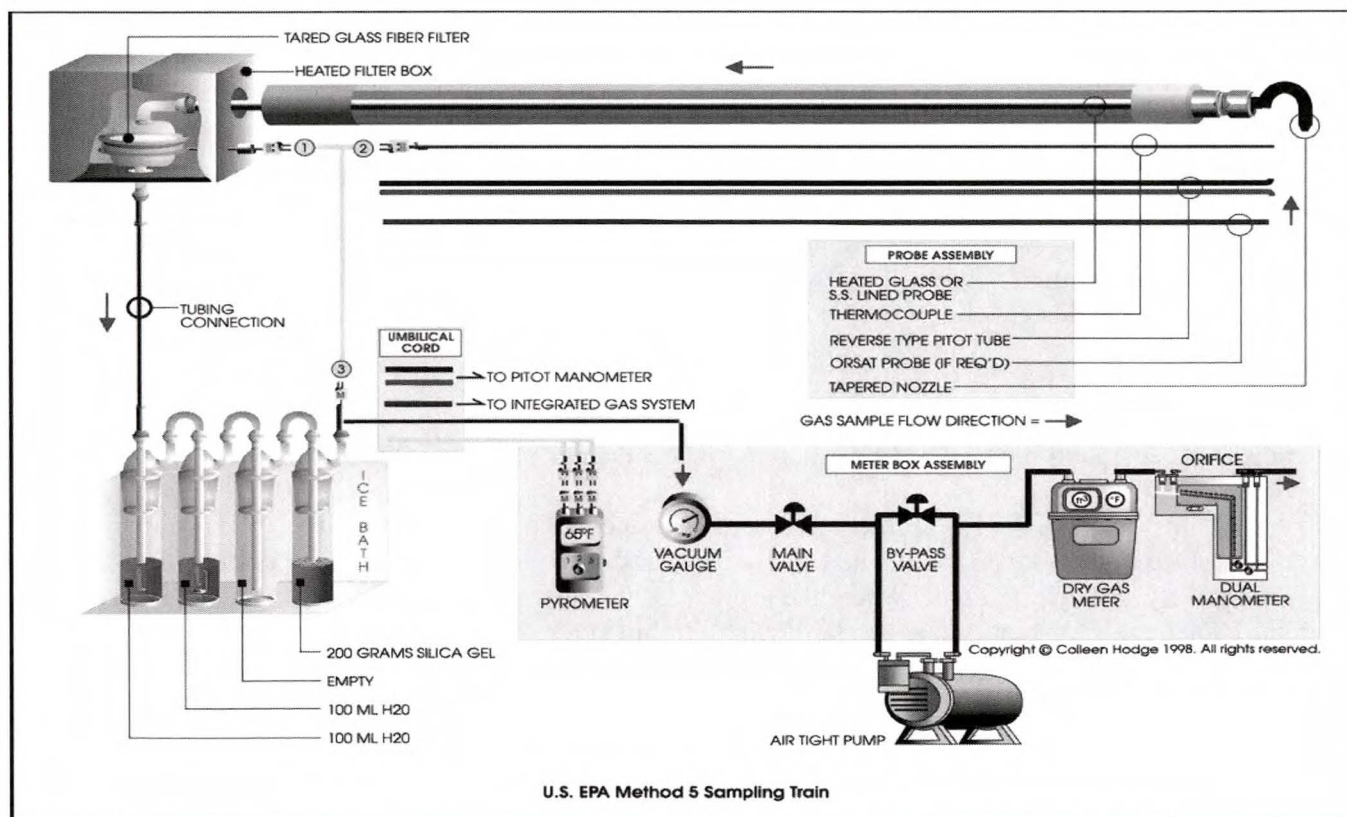 TARED GLASS FIBER FILTER
HEATED FILTER BOX
1
2
PROBE ASSEMBLY
HEATED GLASS OR
S.S. LINED PROBE
THERMOCOUPLE
REVERSE TYPE PITOT TUBE
ORSAT PROBE (IF REQ'D)
TAPERED NOZZLE
GAS SAMPLE FLOW DIRECTION =
TUBING
CONNECTION
UMBILICAL
CORD
TO PITOT MANOMETER
TO INTEGRATED GAS SYSTEM
3
ICE BATH
METER BOX ASSEMBLY
ORIFICE
65°F
1 2 3
PYROMETER
VACUUM
GAUGE
MAIN
VALVE
BY-PASS
VALVE
°F
DRY GAS
METER
DUAL
MANOMETER
200 GRAMS SILICA GEL
EMPTY
100 ML H20
100 ML H20
AIR TIGHT PUMP
Copyright © Colleen Hodge 1998. All rights reserved.
U.S. EPA Method 5 Sampling Train